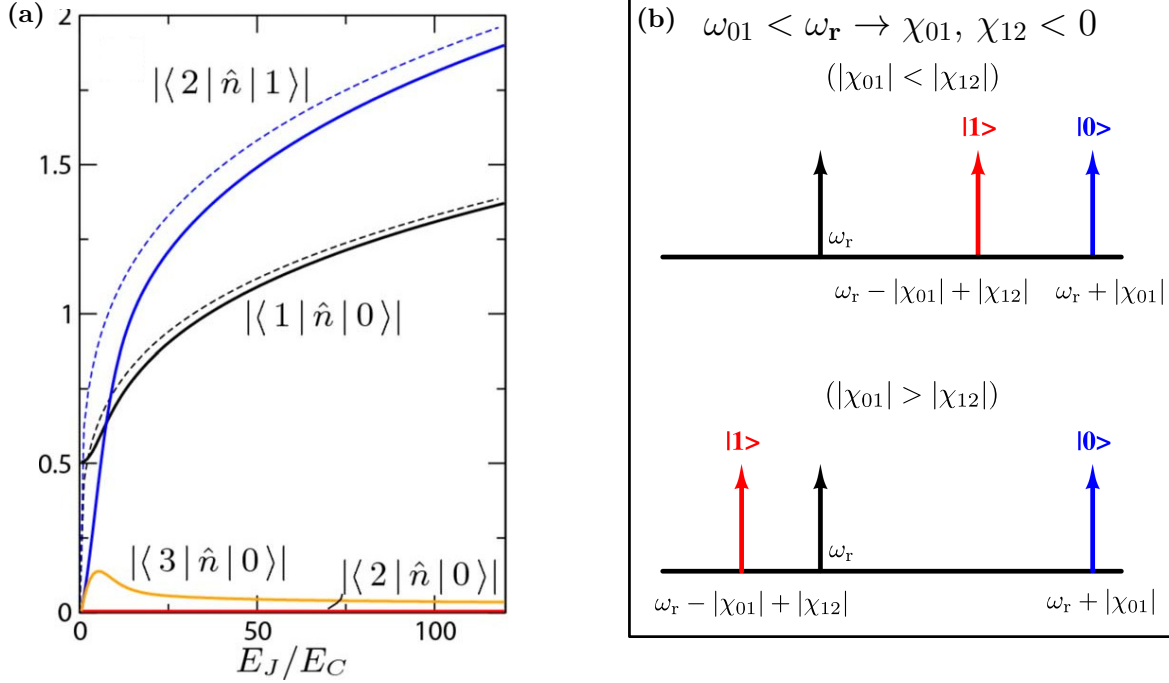 (a)
2
1.5
1
0.5
0
0
50
100
E_J/E_C
|⟨2|n̂|1⟩|
|⟨1|n̂|0⟩|
|⟨3|n̂|0⟩|
|⟨2|n̂|0⟩|
(b) ω₀₁ < ωᵣ → χ₀₁, χ₁₂ < 0
(|χ₀₁| < |χ₁₂|)
|1> |0>
ωᵣ
ωᵣ − |χ₀₁| + |χ₁₂| ωᵣ + |χ₀₁|
(|χ₀₁| > |χ₁₂|)
|1> |0>
ωᵣ
ωᵣ − |χ₀₁| + |χ₁₂| ωᵣ + |χ₀₁|